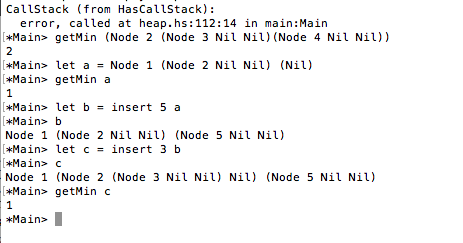 CallStack (from HasCallStack):
  error, called at heap.hs:112:14 in main:Main
[*Main> getMin (Node 2 (Node 3 Nil Nil)(Node 4 Nil Nil))
2
[*Main> let a = Node 1 (Node 2 Nil Nil) (Nil)
[*Main> getMin a
1
[*Main> let b = insert 5 a
[*Main> b
Node 1 (Node 2 Nil Nil) (Node 5 Nil Nil)
[*Main> let c = insert 3 b
[*Main> c
Node 1 (Node 2 (Node 3 Nil Nil) Nil) (Node 5 Nil Nil)
[*Main> getMin c
1
*Main>